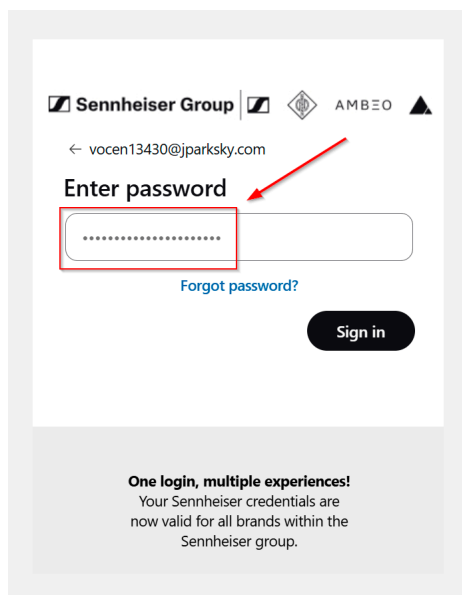 Sennheiser Group
AMBEO
← vocen13430@jparksky.com
Enter password
••••••••••••••••••••••
Forgot password?
Sign in
One login, multiple experiences!
Your Sennheiser credentials are
now valid for all brands within the
Sennheiser group.